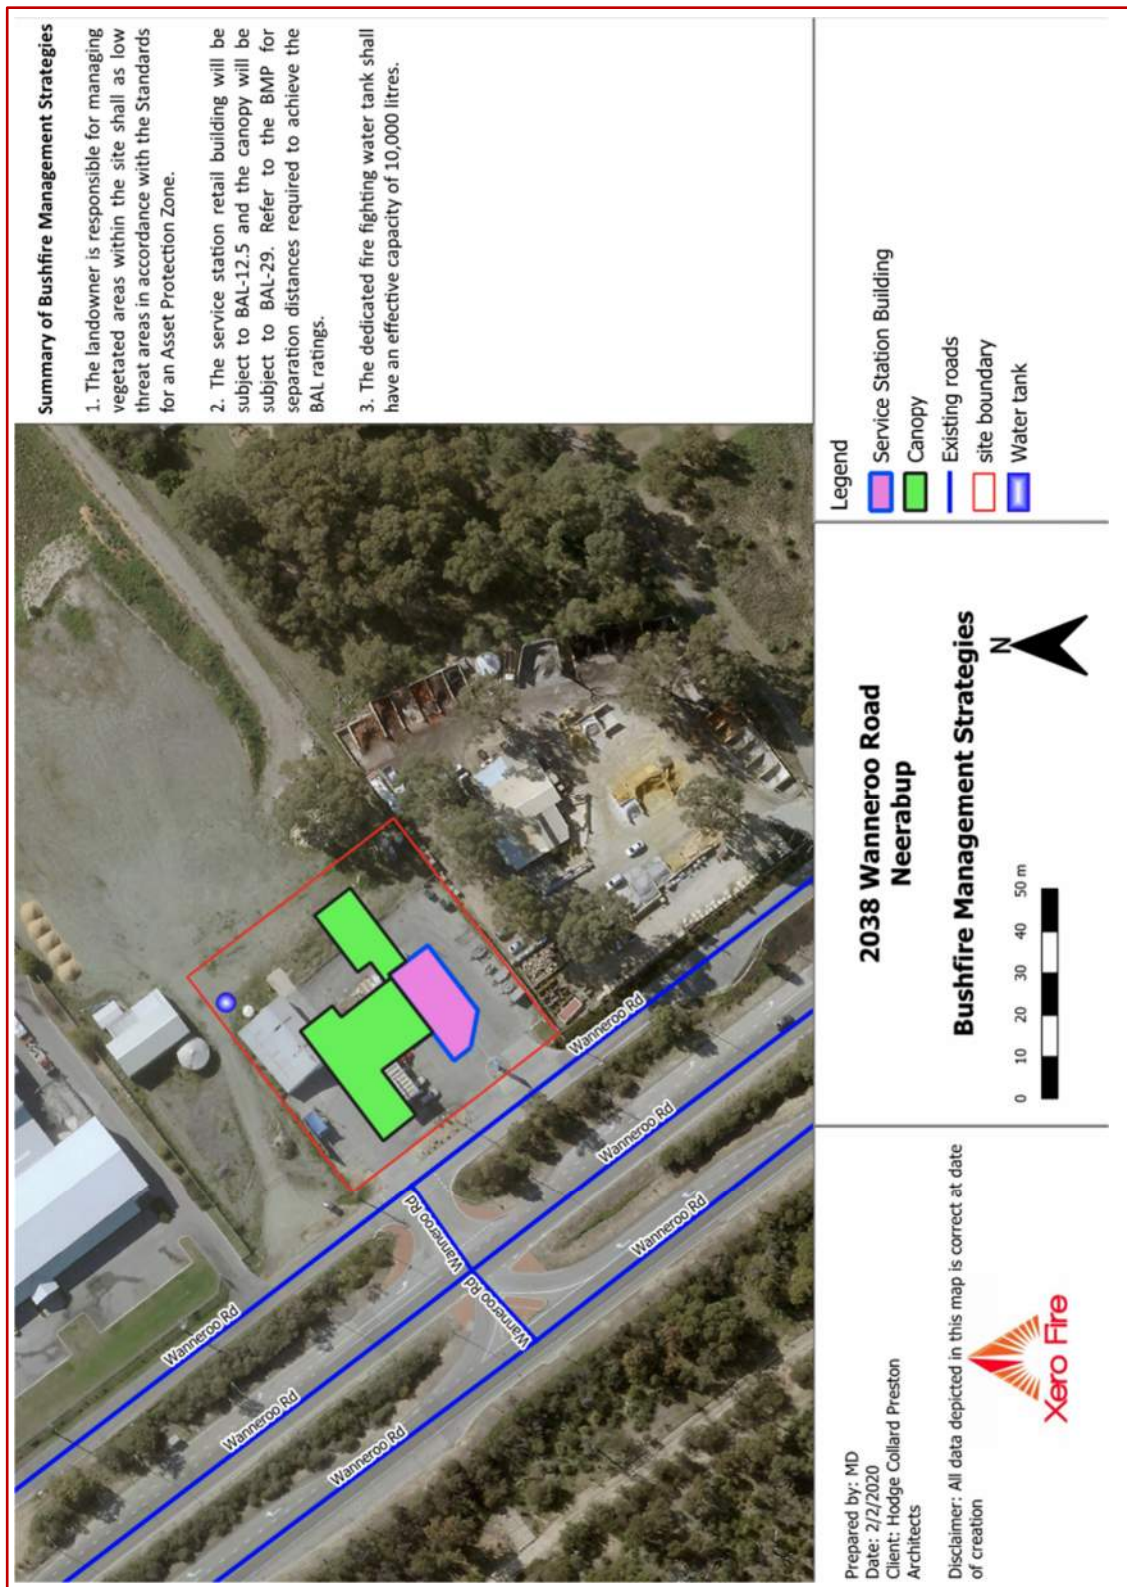 Summary of Bushfire Management Strategies
1. The landowner is responsible for managing
vegetated areas within the site shall as low
threat areas in accordance with the Standards
for an Asset Protection Zone.
2. The service station retail building will be
subject to BAL-12.5 and the canopy will be
subject to BAL-29. Refer to the BMP for
separation distances required to achieve the
BAL ratings.
3. The dedicated fire fighting water tank shall
have an effective capacity of 10,000 litres.
Wanneroo Rd
Wanneroo Rd
Wanneroo Rd
Wanneroo Rd
Wanneroo Rd
Wanneroo Rd
Wanneroo Rd
Wanneroo Rd
Prepared by: MD
Date: 2/2/2020
Client: Hodge Collard Preston
Architects
Disclaimer: All data depicted in this map is correct at date
of creation
Xero Fire
2038 Wanneroo Road
Neerabup
Bushfire Management Strategies
0 10 20 30 40 50 m
N
Legend
Service Station Building
Canopy
Existing roads
site boundary
Water tank